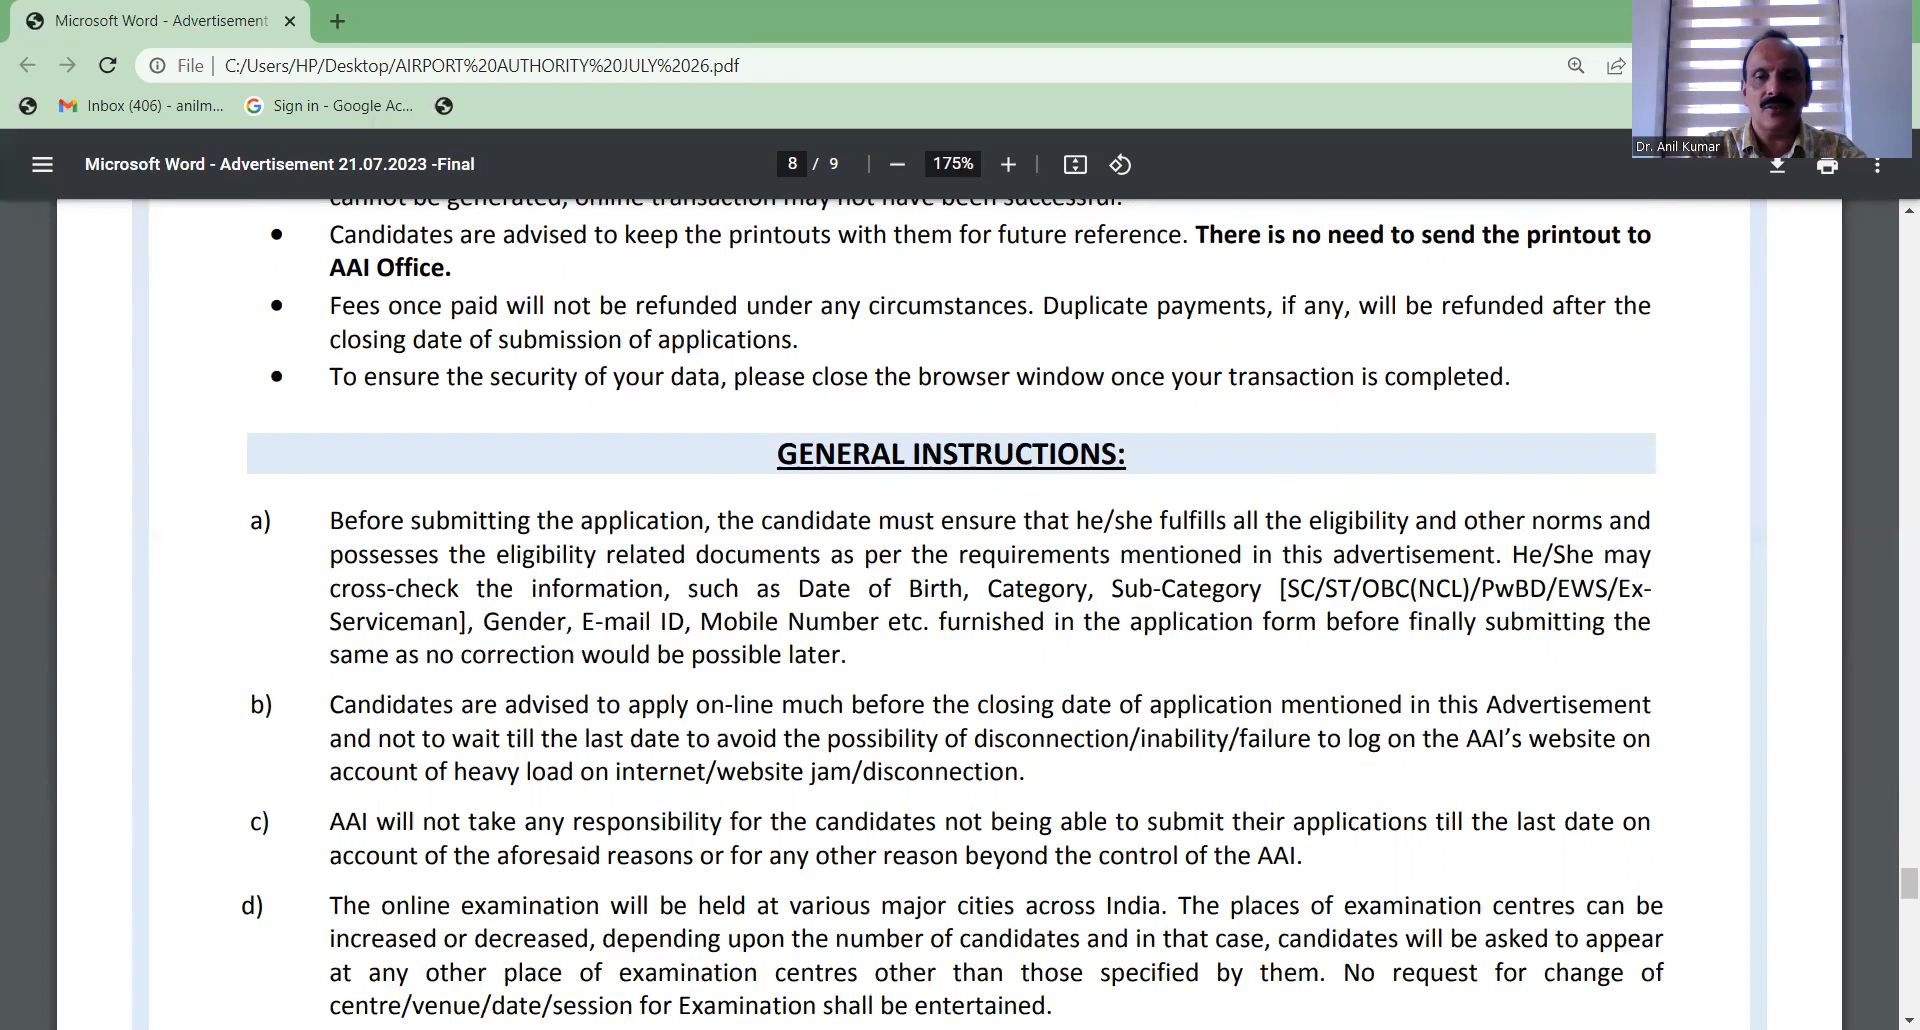 Microsoft Word - Advertisement
File
C:/Users/HP/Desktop/AIRPORT%20AUTHORITY%20JULY%2026.pdf
Inbox (406) - anilm...
Sign in - Google Ac...
Dr. Anil Kumar
Microsoft Word - Advertisement 21.07.2023 -Final
8 / 9
175%
cannot be generated, online transaction may not have been successful.
• Candidates are advised to keep the printouts with them for future reference. There is no need to send the printout to
AAI Office.
• Fees once paid will not be refunded under any circumstances. Duplicate payments, if any, will be refunded after the
closing date of submission of applications.
• To ensure the security of your data, please close the browser window once your transaction is completed.
GENERAL INSTRUCTIONS:
a) Before submitting the application, the candidate must ensure that he/she fulfills all the eligibility and other norms and
possesses the eligibility related documents as per the requirements mentioned in this advertisement. He/She may
cross-check the information, such as Date of Birth, Category, Sub-Category [SC/ST/OBC(NCL)/PwBD/EWS/Ex-
Serviceman], Gender, E-mail ID, Mobile Number etc. furnished in the application form before finally submitting the
same as no correction would be possible later.
b) Candidates are advised to apply on-line much before the closing date of application mentioned in this Advertisement
and not to wait till the last date to avoid the possibility of disconnection/inability/failure to log on the AAI’s website on
account of heavy load on internet/website jam/disconnection.
c) AAI will not take any responsibility for the candidates not being able to submit their applications till the last date on
account of the aforesaid reasons or for any other reason beyond the control of the AAI.
d) The online examination will be held at various major cities across India. The places of examination centres can be
increased or decreased, depending upon the number of candidates and in that case, candidates will be asked to appear
at any other place of examination centres other than those specified by them. No request for change of
centre/venue/date/session for Examination shall be entertained.